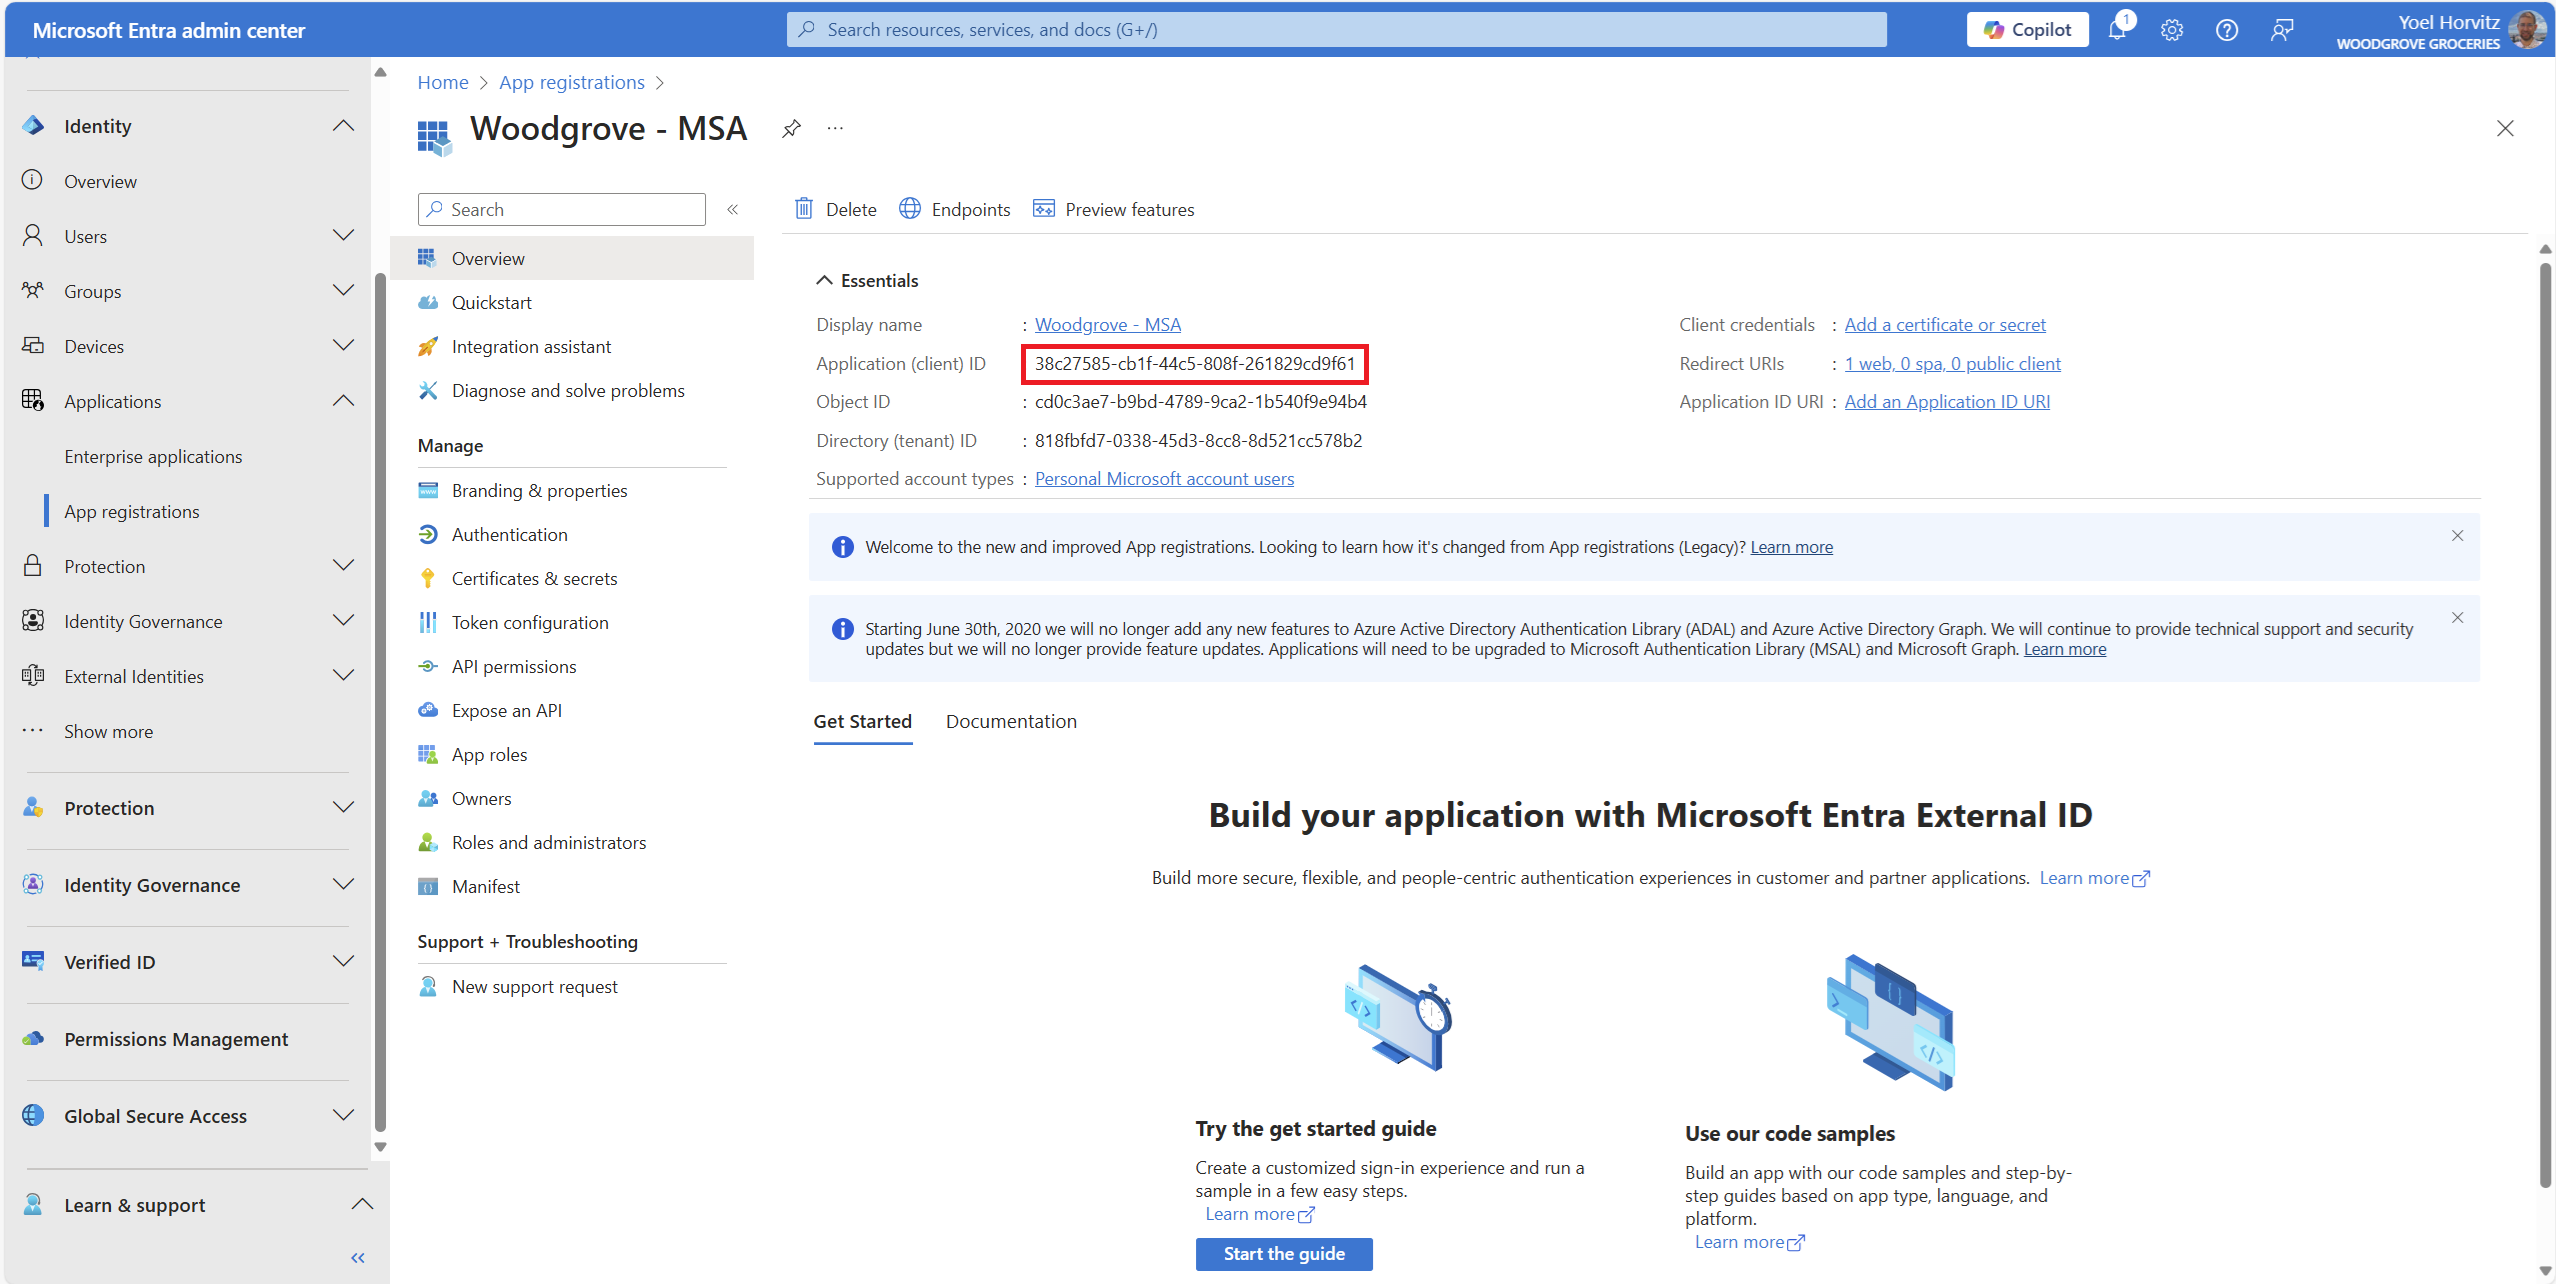 Microsoft Entra admin center
Search resources, services, and docs (G+/)
Copilot
1
Yoel Horvitz
WOODGROVE GROCERIES
Identity
Overview
Users
Groups
Devices
Applications
Enterprise applications
App registrations
Protection
Identity Governance
External Identities
Show more
Protection
Identity Governance
Verified ID
Permissions Management
Global Secure Access
Learn & support
Home > App registrations >
Woodgrove - MSA
Search
Overview
Quickstart
Integration assistant
Diagnose and solve problems
Manage
Branding & properties
Authentication
Certificates & secrets
Token configuration
API permissions
Expose an API
App roles
Owners
Roles and administrators
Manifest
Support + Troubleshooting
New support request
Delete Endpoints Preview features
Essentials
Display name : Woodgrove - MSA
Application (client) ID 38c27585-cb1f-44c5-808f-261829cd9f61
Object ID : cd0c3ae7-b9bd-4789-9ca2-1b540f9e94b4
Directory (tenant) ID : 818fbfd7-0338-45d3-8cc8-8d521cc578b2
Supported account types : Personal Microsoft account users
Client credentials : Add a certificate or secret
Redirect URIs : 1 web, 0 spa, 0 public client
Application ID URI : Add an Application ID URI
Welcome to the new and improved App registrations. Looking to learn how it's changed from App registrations (Legacy)? Learn more
Starting June 30th, 2020 we will no longer add any new features to Azure Active Directory Authentication Library (ADAL) and Azure Active Directory Graph. We will continue to provide technical support and security
updates but we will no longer provide feature updates. Applications will need to be upgraded to Microsoft Authentication Library (MSAL) and Microsoft Graph. Learn more
Get Started Documentation
Build your application with Microsoft Entra External ID
Build more secure, flexible, and people-centric authentication experiences in customer and partner applications. Learn more
Try the get started guide
Create a customized sign-in experience and run a
sample in a few easy steps.
Learn more
Start the guide
Use our code samples
Build an app with our code samples and step-by-
step guides based on app type, language, and
platform.
Learn more